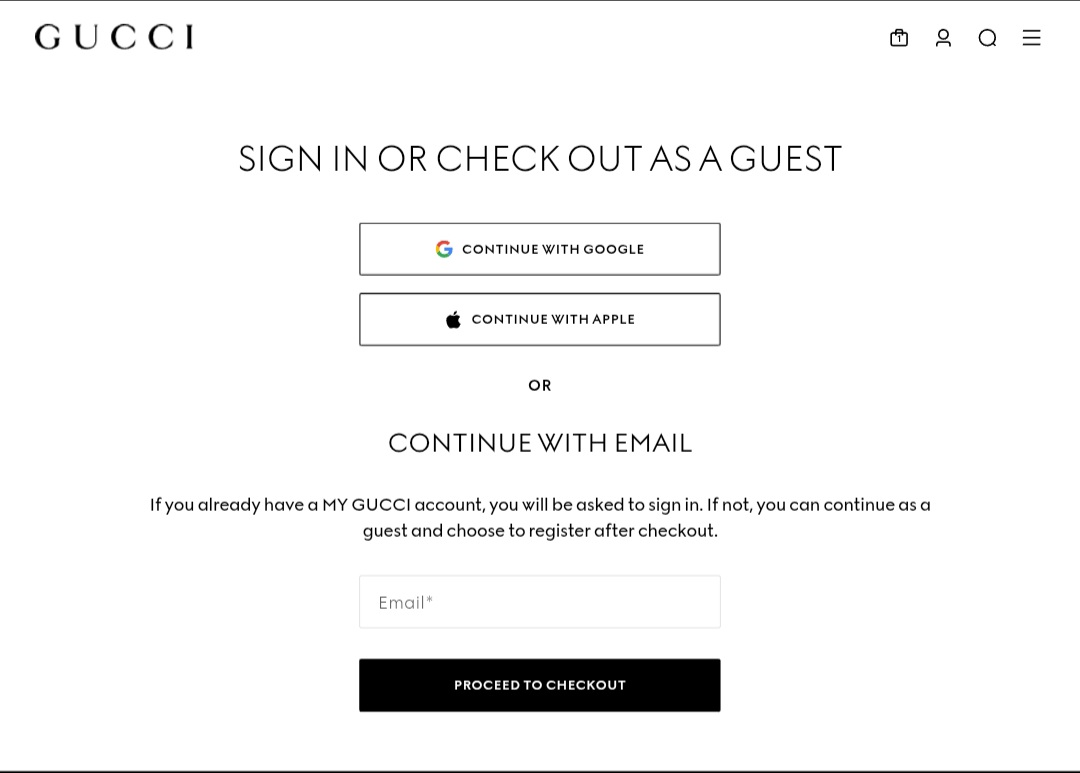 GUCCI
1
SIGN IN OR CHECK OUT AS A GUEST
CONTINUE WITH GOOGLE
CONTINUE WITH APPLE
OR
CONTINUE WITH EMAIL
If you already have a MY GUCCI account, you will be asked to sign in. If not, you can continue as a
guest and choose to register after checkout.
Email*
PROCEED TO CHECKOUT